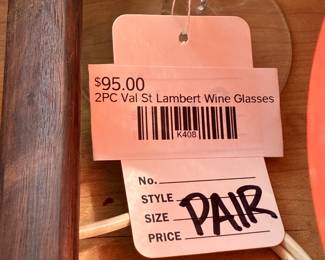 $95.00
2PC Val St Lambert Wine Glasses
K408
No.
STYLE
SIZE PAIR
PRICE